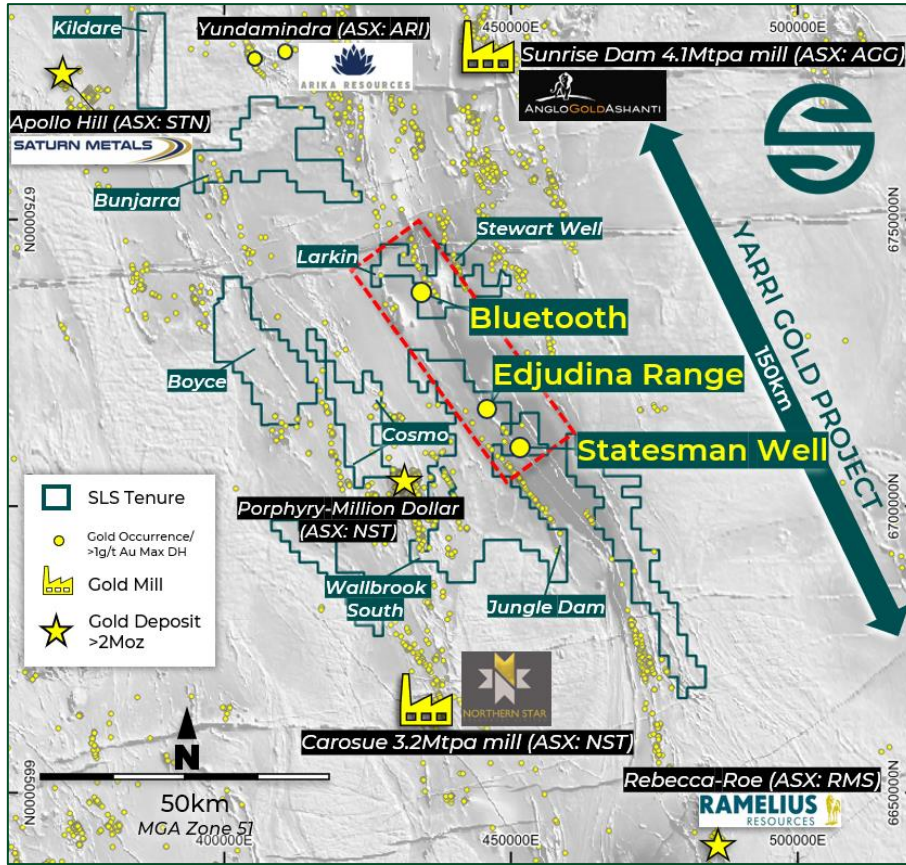 Kildare
Yundamindra (ASX: ARI)
ARIKA RESOURCES
450000E
500000E
Sunrise Dam 4.1Mtpa mill (ASX: AGG)
ANGLOGOLDASHANTI
Apollo Hill (ASX: STN)
SATURN METALS
Bunjarra
6750000N
6750000N
Larkin
Stewart Well
Bluetooth
YARRI GOLD PROJECT
150km
Boyce
Edjudina Range
Cosmo
Statesman Well
SLS Tenure
Gold Occurrence/
>1g/t Au Max DH
Gold Mill
Gold Deposit
>2Moz
Porphyry-Million Dollar
(ASX: NST)
6700000N
Wallbrook
South
Jungle Dam
NORTHERN STAR
Carosue 3.2Mtpa mill (ASX: NST)
N
50km
MGA Zone 51
Rebecca-Roe (ASX: RMS)
RAMELIUS
RESOURCES
6650000N
6650000N
400000E
450000E
500000E